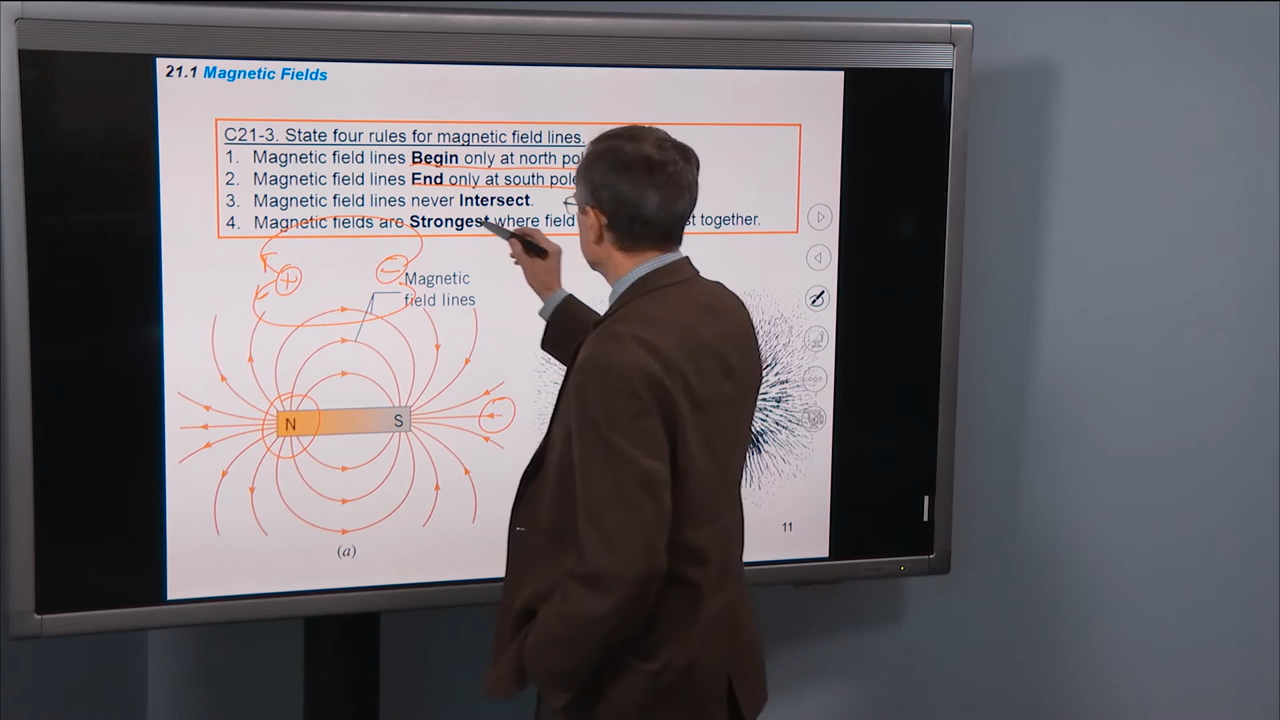 21.1 Magnetic Fields
C21-3. State four rules for magnetic field lines.
1. Magnetic field lines Begin only at north
2. Magnetic field lines End only at south
3. Magnetic field lines never Intersect.
4. Magnetic fields are Strongest where field together.
+ −
Magnetic
field lines
N S
(a)
11